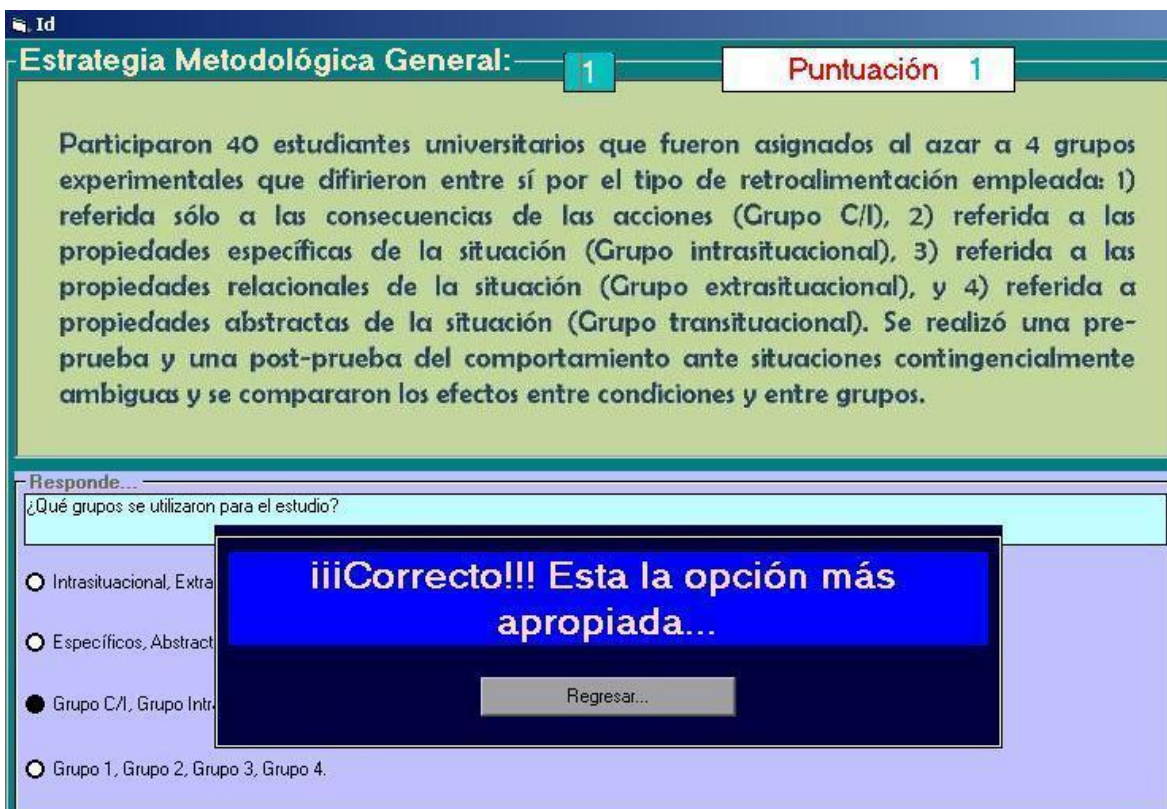 Id
Estrategia Metodológica General:
1
Puntuación 1
Participaron 40 estudiantes universitarios que fueron asignados al azar a 4 grupos
experimentales que difirieron entre sí por el tipo de retroalimentación empleada: 1)
referida sólo a las consecuencias de las acciones (Grupo C/I), 2) referida a las
propiedades específicas de la situación (Grupo intrasituacional), 3) referida a las
propiedades relacionales de la situación (Grupo extrasituacional), y 4) referida a
propiedades abstractas de la situación (Grupo transituacional). Se realizó una pre-
prueba y una post-prueba del comportamiento ante situaciones contingencialmente
ambiguas y se compararon los efectos entre condiciones y entre grupos.
Responde...
¿Qué grupos se utilizaron para el estudio?
Intrasituacional, Extra
Específicos, Abstract
Grupo C/I, Grupo Intr
Grupo 1, Grupo 2, Grupo 3, Grupo 4.
¡¡¡Correcto!!! Esta la opción más
apropiada...
Regresar...